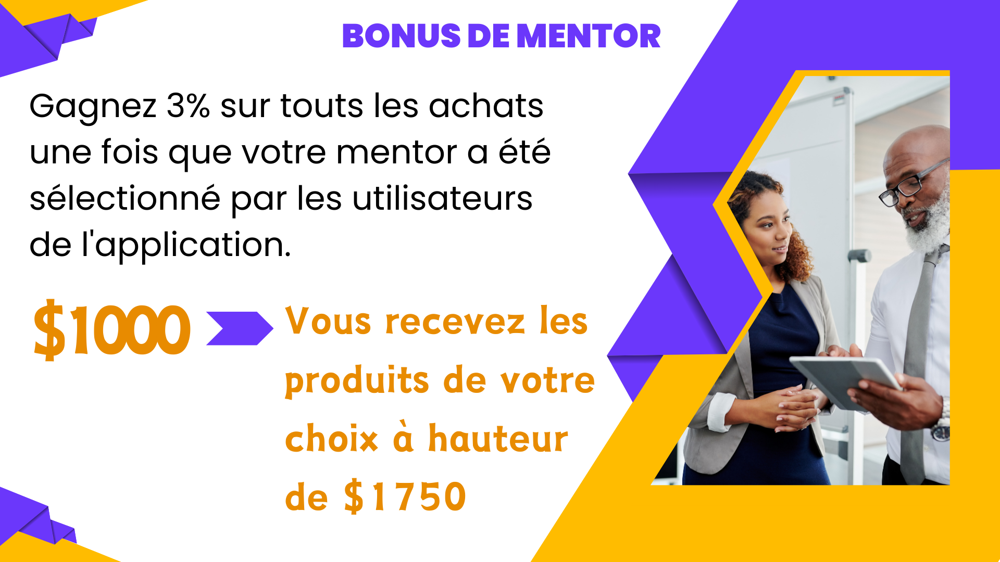 BONUS DE MENTOR
Gagnez 3% sur touts les achats
une fois que votre mentor a été
sélectionné par les utilisateurs
de l'application.
$1000
Vous recevez les
produits de votre
choix à hauteur
de $1750